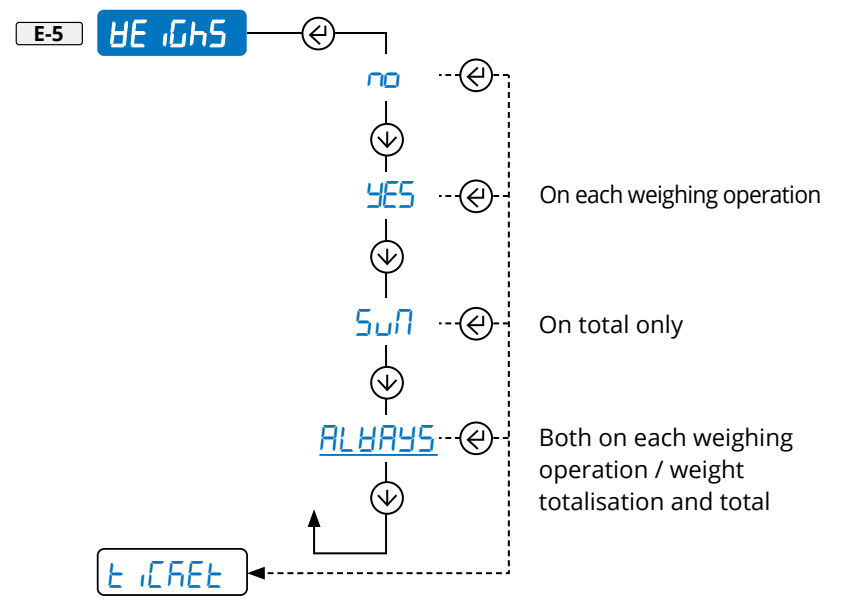 E-5 WEiGhS
no
YES On each weighing operation
SuM On total only
ALWAYS Both on each weighing
operation / weight
totalisation and total
tiCKEt